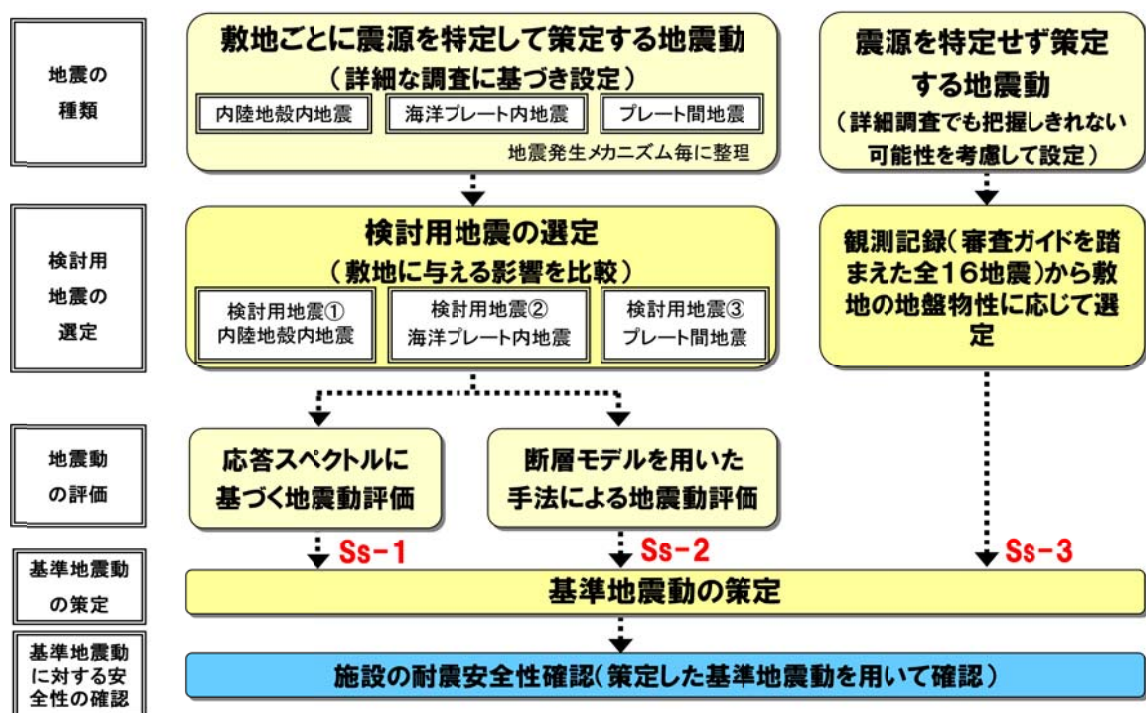 地震の
種類
敷地ごとに震源を特定して策定する地震動
(詳細な調査に基づき設定)
内陸地殻内地震
海洋プレート内地震
プレート間地震
地震発生メカニズム毎に整理
震源を特定せず策定
する地震動
(詳細調査でも把握しきれない
可能性を考慮して設定)
検討用
地震の
選定
検討用地震の選定
(敷地に与える影響を比較)
検討用地震①
内陸地殻内地震
検討用地震②
海洋プレート内地震
検討用地震③
プレート間地震
観測記録(審査ガイドを踏
まえた全16地震)から敷
地の地盤物性に応じて選
定
地震動
の評価
応答スペクトルに
基づく地震動評価
断層モデルを用いた
手法による地震動評価
Ss-1
Ss-2
Ss-3
基準地震動
の策定
基準地震動の策定
基準地震動
に対する安
全性の確認
施設の耐震安全性確認(策定した基準地震動を用いて確認)